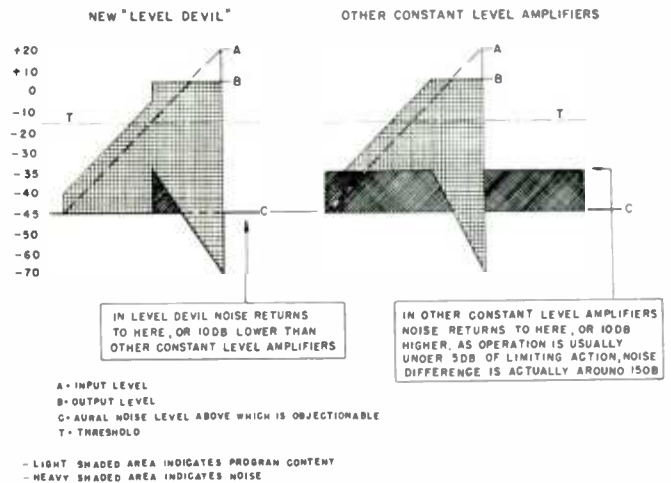 NEW "LEVEL DEVIL"
OTHER CONSTANT LEVEL AMPLIFIERS
+20
+10
0
-10
-20
-30
-35
-40
-45
-50
-60
-70
A
B
T
C
A
B
T
C
IN LEVEL DEVIL NOISE RETURNS
TO HERE, OR 10DB LOWER THAN
OTHER CONSTANT LEVEL AMPLIFIERS
IN OTHER CONSTANT LEVEL AMPLIFIERS
NOISE RETURNS TO HERE, OR 10DB
HIGHER. AS OPERATION IS USUALLY
UNDER 5DB OF LIMITING ACTION, NOISE
DIFFERENCE IS ACTUALLY AROUND 15DB
A = INPUT LEVEL
B = OUTPUT LEVEL
C = AURAL NOISE LEVEL ABOVE WHICH IS OBJECTIONABLE
T = THRESHOLD
- LIGHT SHADED AREA INDICATES PROGRAM CONTENT
- HEAVY SHADED AREA INDICATES NOISE